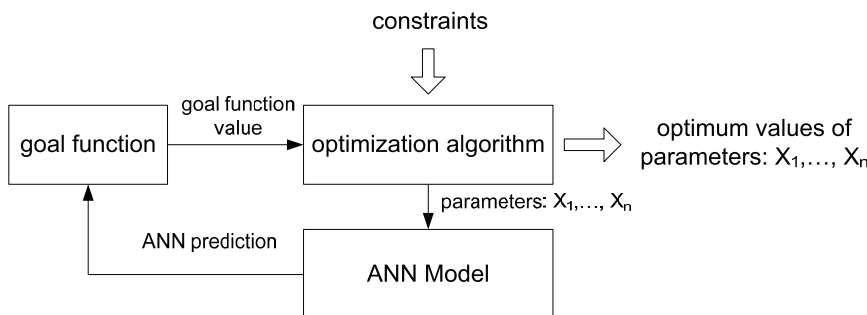 constraints
goal function
value
goal function
optimization algorithm
optimum values of
parameters: X₁,..., Xₙ
parameters: X₁,..., Xₙ
ANN prediction
ANN Model